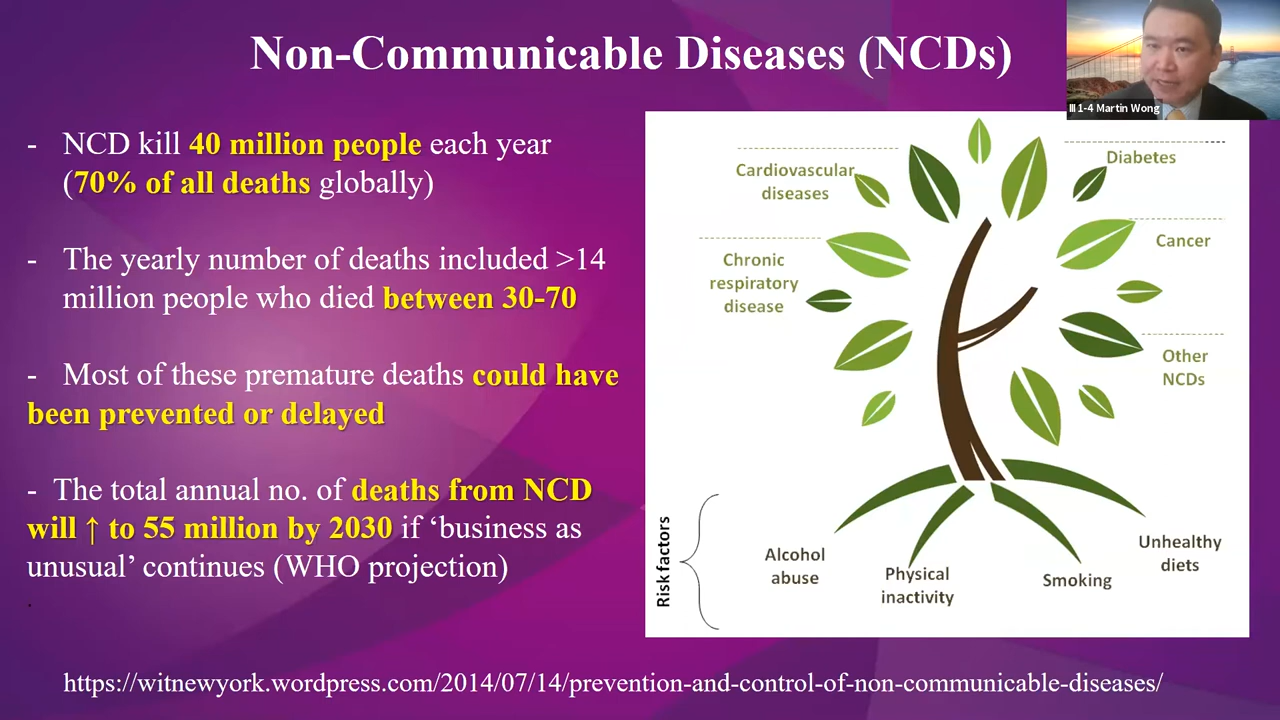 Non-Communicable Diseases (NCDs)
III 1-4 Martin Wong
- NCD kill 40 million people each year
(70% of all deaths globally)
- The yearly number of deaths included >14
million people who died between 30-70
- Most of these premature deaths could have
been prevented or delayed
- The total annual no. of deaths from NCD
will ↑ to 55 million by 2030 if ‘business as
unusual’ continues (WHO projection)
.
Cardiovascular
diseases
Diabetes
Chronic
respiratory
disease
Cancer
Other
NCDs
Risk factors
Alcohol
abuse
Physical
inactivity
Smoking
Unhealthy
diets
https://witnewyork.wordpress.com/2014/07/14/prevention-and-control-of-non-communicable-diseases/